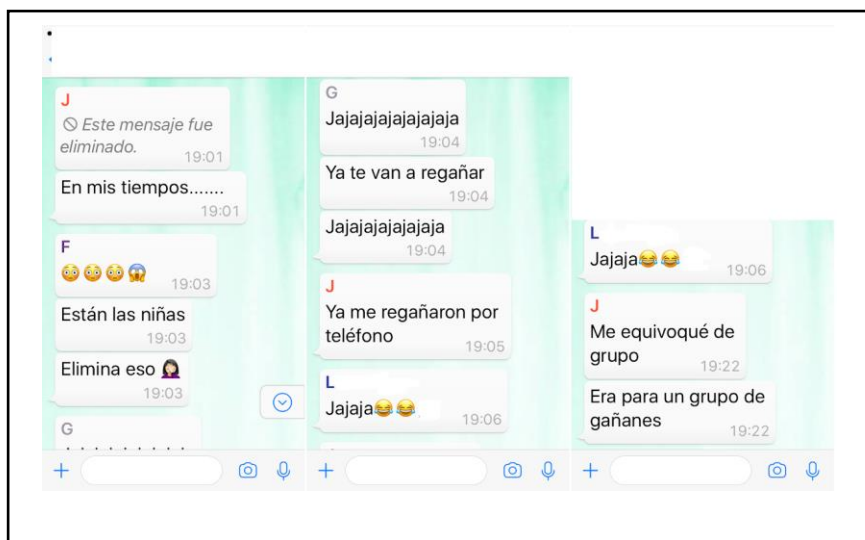 J
Este mensaje fue
eliminado.
19:01
En mis tiempos.......
19:01
F
😳😳😳😱 19:03
Están las niñas
19:03
Elimina eso 🤦🏻‍♀️
19:03
G
G
Jajajajajajajajaja
19:04
Ya te van a regañar
19:04
Jajajajajajajaja
19:04
J
Ya me regañaron por
teléfono 19:05
L
Jajaja😂😂 19:06
L
Jajaja😂😂 19:06
J
Me equivoqué de
grupo 19:22
Era para un grupo de
gañanes 19:22